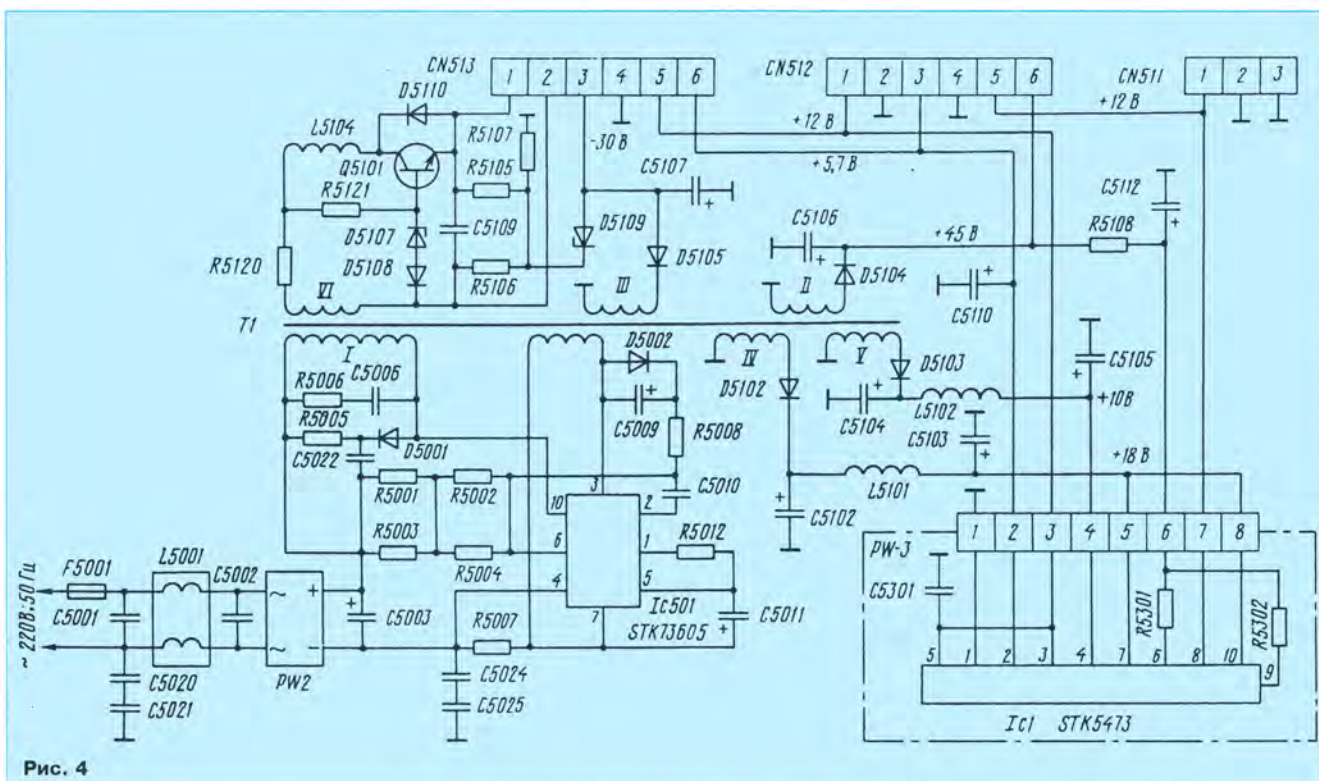 CN513 1 2 3 4 5 6
CN512 1 2 3 4 5 6
CN511 1 2 3
D5110
L5104
Q5101
R5107
R5105
-30 В
+12 В
+12 В
+5,7 В
C5107
R5121
D5107
D5108
C5109
D5109
D5105
C5106
C5112
+45 В
R5108
R5120
VI
R5106
III
II
D5104
C5110
T1
I
D5002
IV
V
D5103
C5105
R5006
C5006
D5102
C5104
L5102
+10В
R5005
C5009
R5008
C5103
C5022
D5001
+18 В
R5001
R5002
C5010
L5101
10 3 2
C5102
R5003
R5004
6 1
R5012
4 5
7
Ic501
STK73605
C5011
~ 220В:50Гц
F5001
L5001
C5002
C5001
C5003
R5007
C5020
C5021
PW2
~ +
~ −
C5024
C5025
PW-3
1 2 3 4 5 6 7 8
C5301
R5301
R5302
5 1 2 3 4 7 6 8 10 9
Ic1 STK5473
Рис. 4